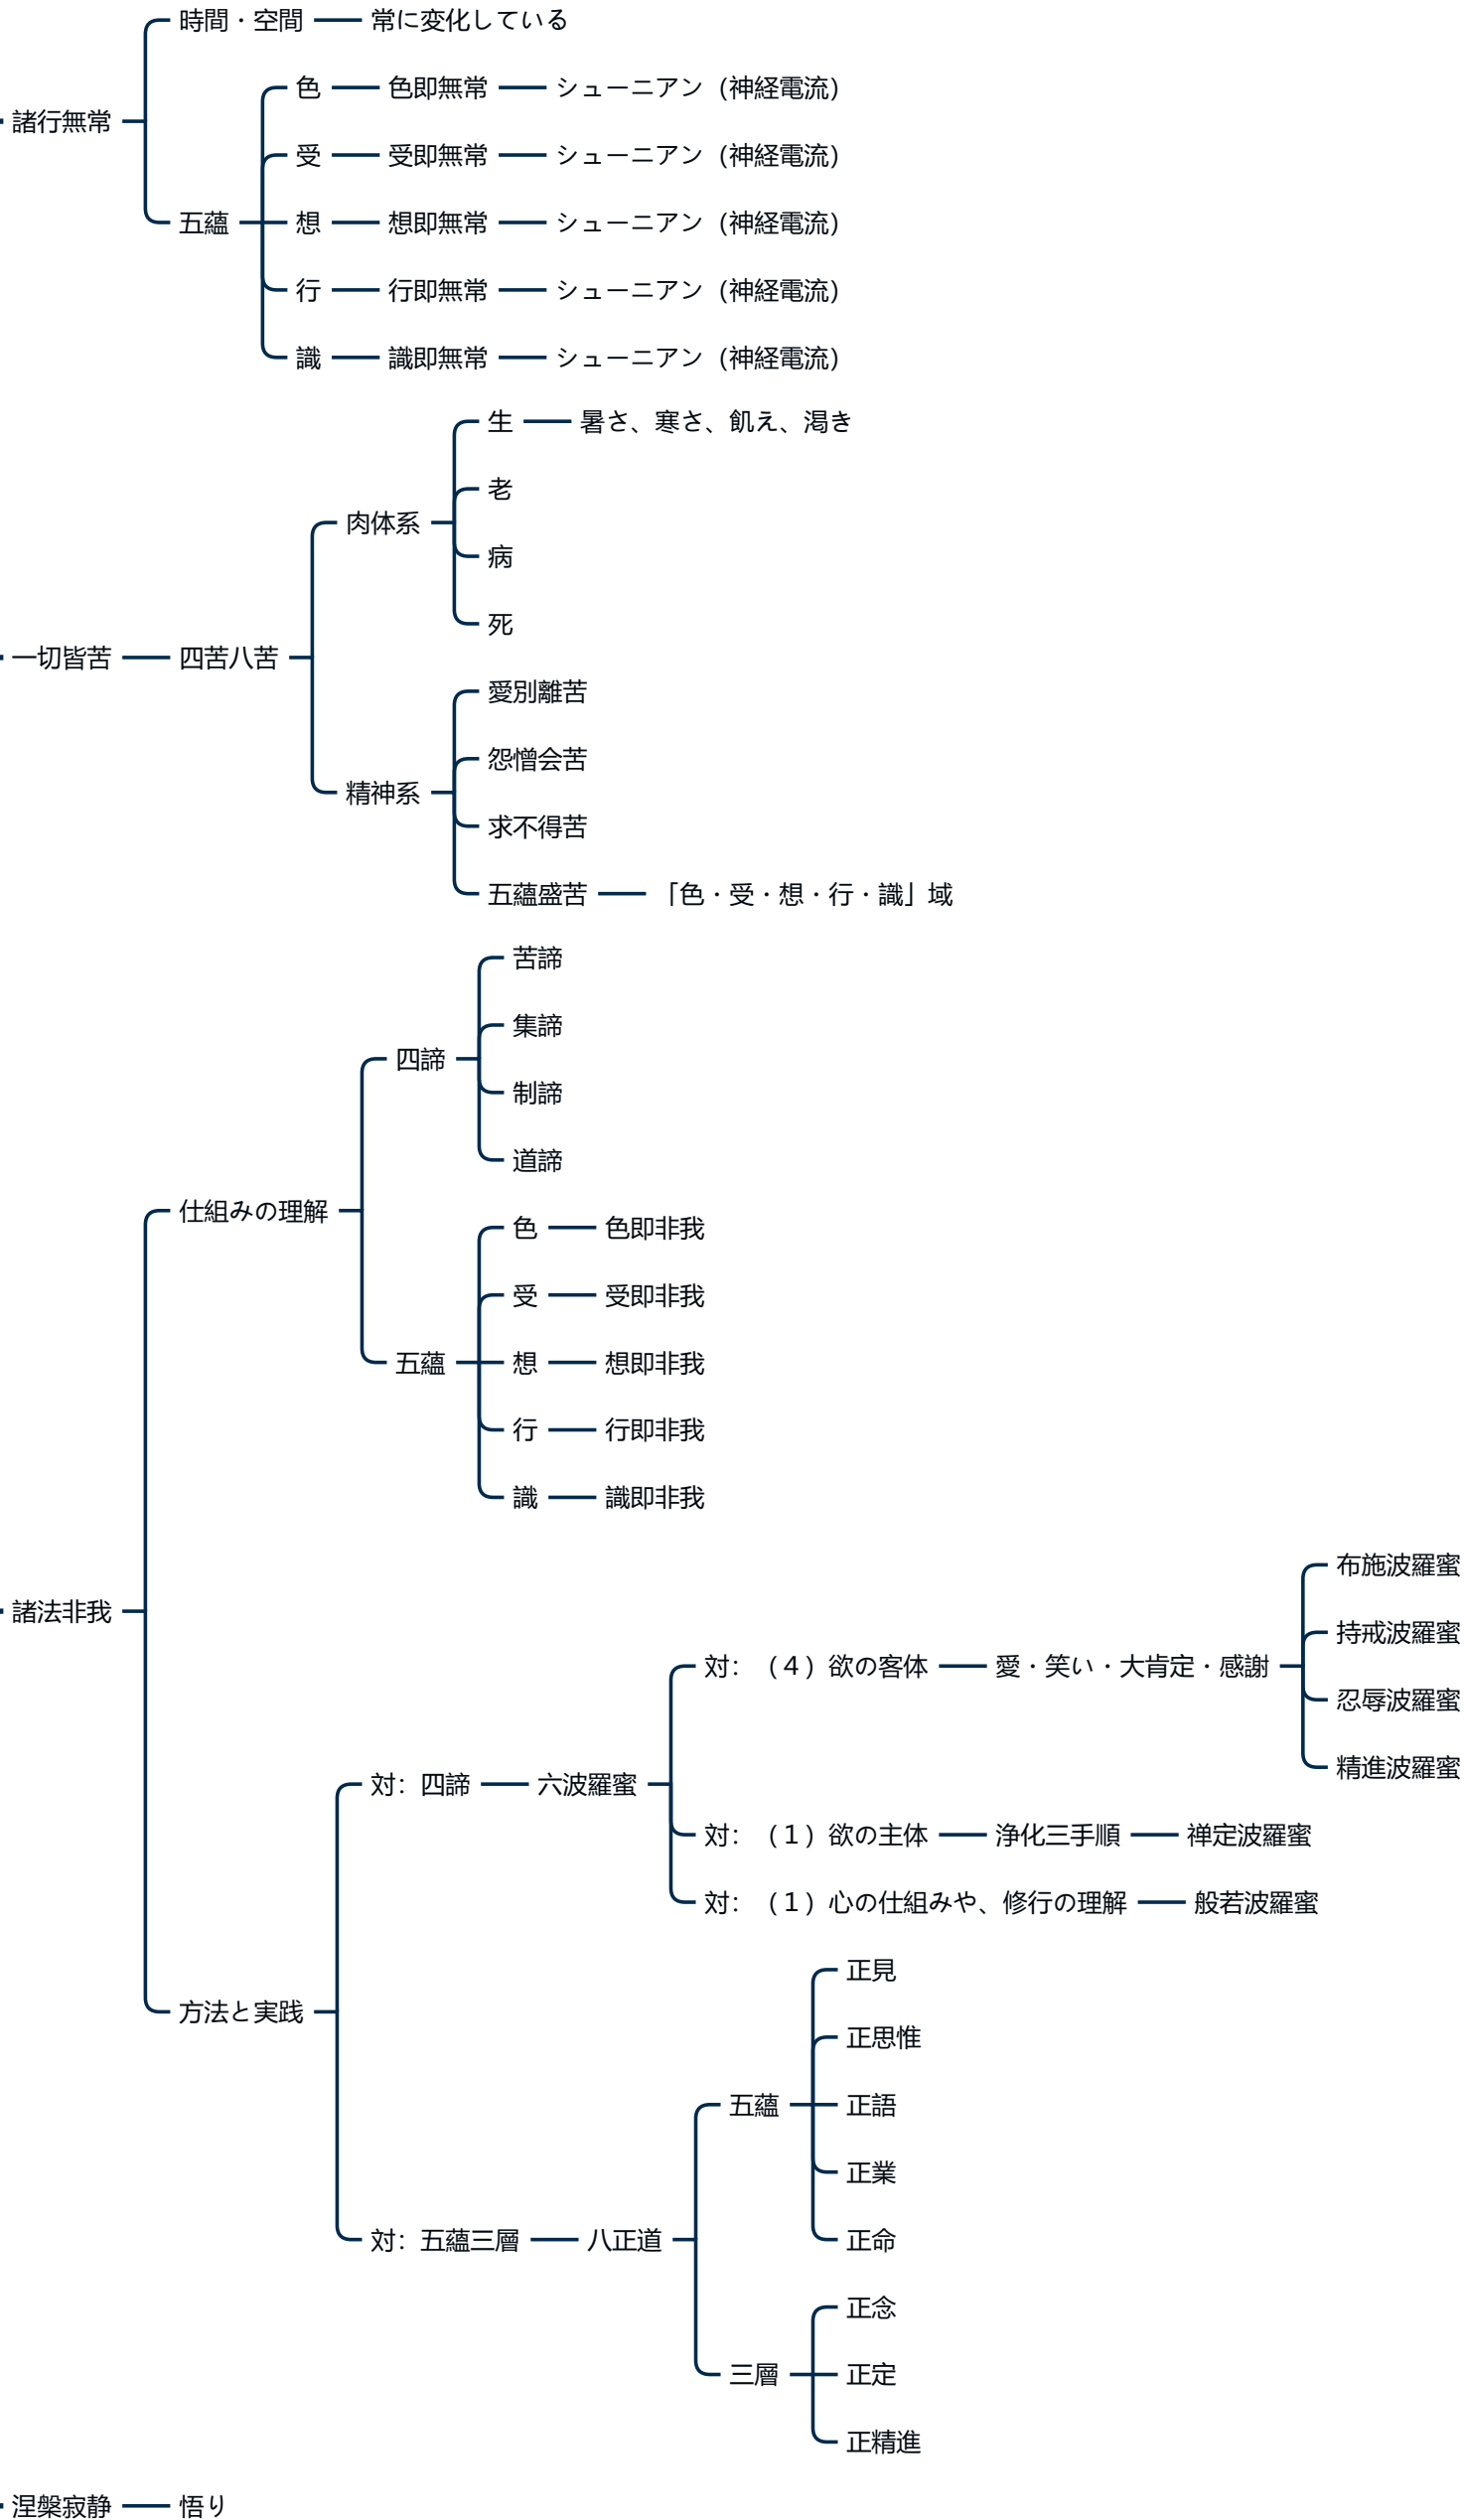 時間・空間 常に変化している
色 色即無常 シューニアン（神経電流）
諸行無常
受 受即無常 シューニアン（神経電流）
五蘊 想 想即無常 シューニアン（神経電流）
行 行即無常 シューニアン（神経電流）
識 識即無常 シューニアン（神経電流）
生 暑さ、寒さ、飢え、渇き
老
肉体系
病
死
一切皆苦 四苦八苦
愛別離苦
怨憎会苦
精神系
求不得苦
五蘊盛苦 「色・受・想・行・識」域
苦諦
集諦
四諦
制諦
道諦
仕組みの理解
色 色即非我
受 受即非我
五蘊 想 想即非我
行 行即非我
識 識即非我
布施波羅蜜
諸法非我
持戒波羅蜜
対：（４）欲の客体 愛・笑い・大肯定・感謝
忍辱波羅蜜
精進波羅蜜
対：四諦 六波羅蜜
対：（１）欲の主体 浄化三手順 禅定波羅蜜
対：（１）心の仕組みや、修行の理解 般若波羅蜜
正見
方法と実践
正思惟
五蘊 正語
正業
対：五蘊三層 八正道 正命
正念
三層 正定
正精進
涅槃寂静 悟り